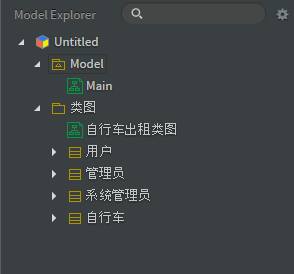 Model Explorer
Untitled
Model
Main
类图
自行车出租类图
用户
管理员
系统管理员
自行车